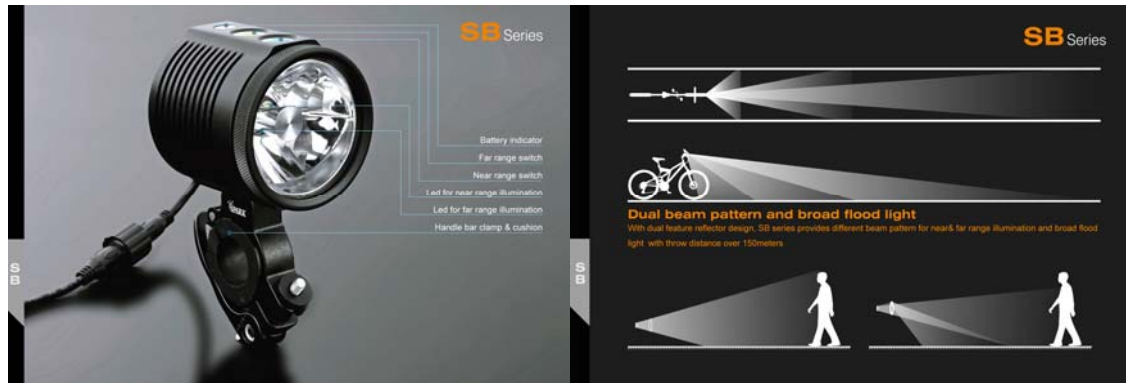 SB Series
Battery indicator
Far range switch
Near range switch
Led for near range illumination
Led for far range illumination
Handle bar clamp & cushion
SB
SB Series
Dual beam pattern and broad flood light
With dual feature reflector design, SB series provides different beam pattern for near& far range illumination and broad flood
light with throw distance over 150meters
SB